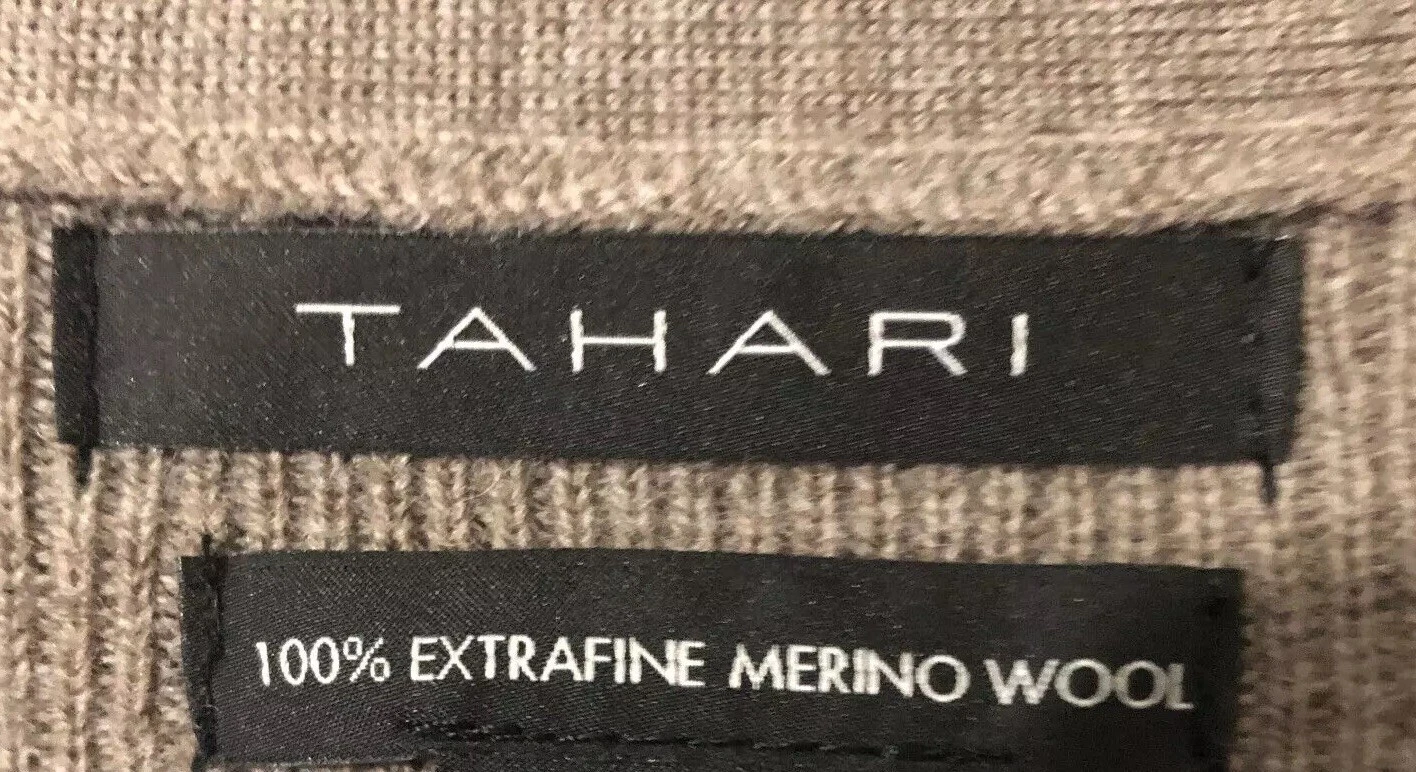 TAHARI
100% EXTRAFINE MERINO WOOL